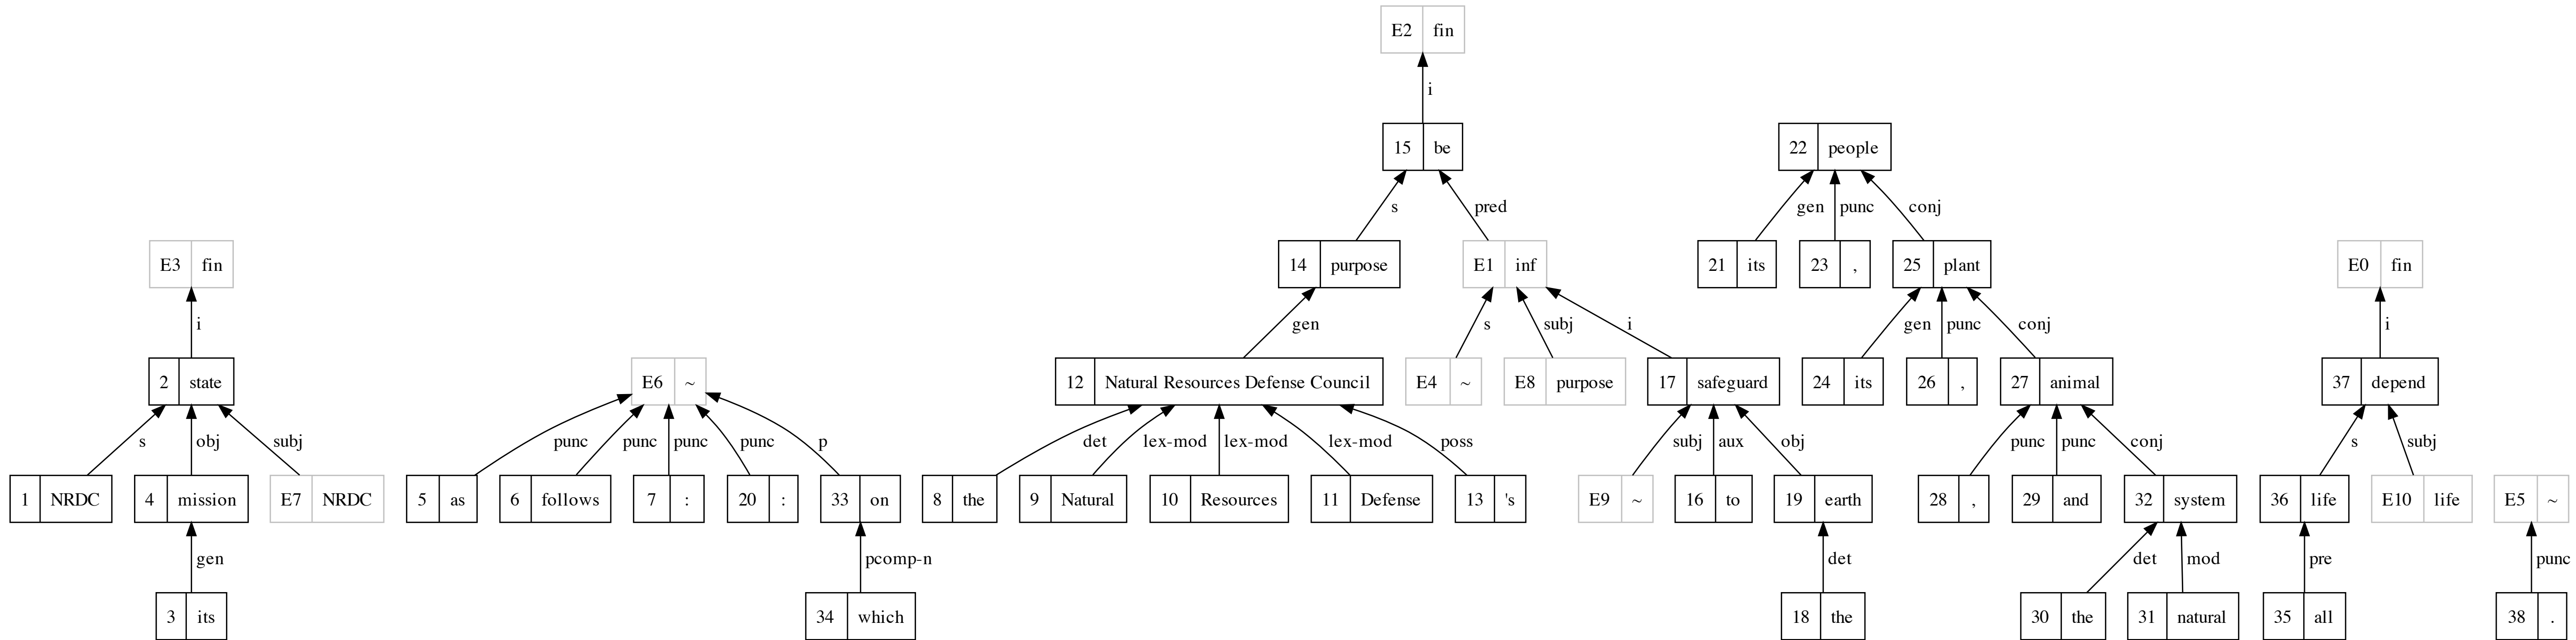 E2 fin
i
15 be
22 people
s pred
gen punc conj
E3 fin
14 purpose
E1 inf
21 its
23 ,
25 plant
E0 fin
i
gen
s subj i
gen punc conj
i
2 state
E6 ~
12 Natural Resources Defense Council
E4 ~
E8 purpose
17 safeguard
24 its
26 ,
27 animal
37 depend
s obj subj
punc punc punc punc p
det lex-mod lex-mod lex-mod poss
subj aux obj
punc punc conj
s subj
1 NRDC
4 mission
E7 NRDC
5 as
6 follows
7 :
20 :
33 on
8 the
9 Natural
10 Resources
11 Defense
13 's
E9 ~
16 to
19 earth
28 ,
29 and
32 system
36 life
E10 life
E5 ~
gen
pcomp-n
det
det mod
pre
punc
3 its
34 which
18 the
30 the
31 natural
35 all
38 .